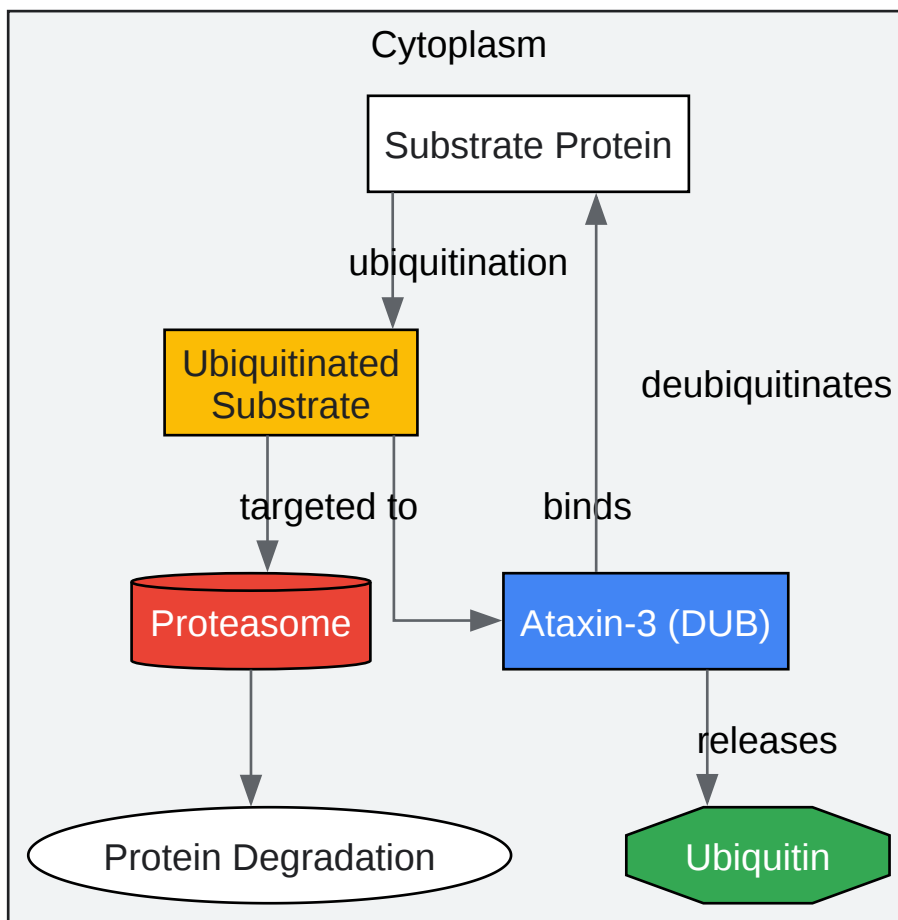 Cytoplasm
Substrate Protein
ubiquitination
Ubiquitinated
Substrate
deubiquitinates
targeted to
binds
Proteasome
Ataxin-3 (DUB)
releases
Protein Degradation
Ubiquitin